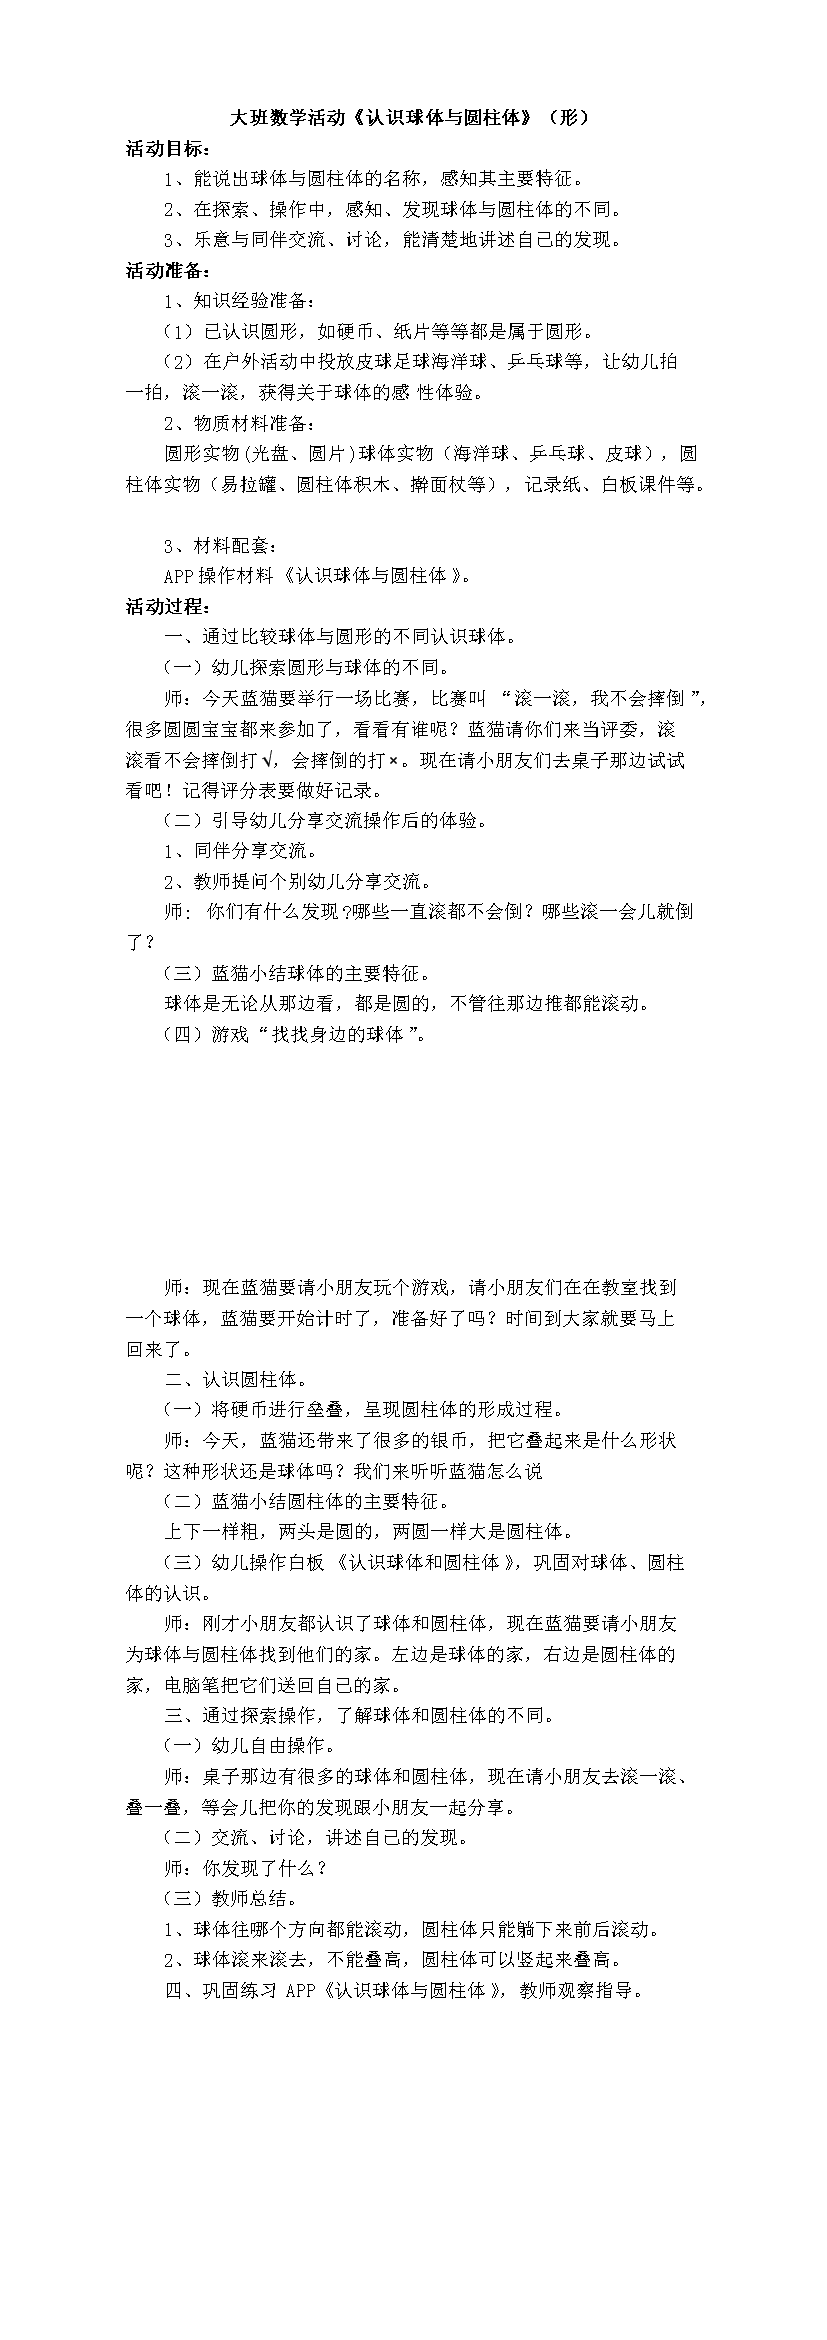 大班数学活动《认识球体与圆柱体》（形）
活动目标：
1、能说出球体与圆柱体的名称，感知其主要特征。
2、在探索、操作中，感知、发现球体与圆柱体的不同。
3、乐意与同伴交流、讨论，能清楚地讲述自己的发现。
活动准备：
1、知识经验准备：
（1）已认识圆形，如硬币、纸片等等都是属于圆形。
（2）在户外活动中投放皮球足球海洋球、乒乓球等，让幼儿拍
一拍，滚一滚，获得关于球体的感 性体验。
2、物质材料准备：
圆形实物(光盘、圆片)球体实物（海洋球、乒乓球、皮球），圆
柱体实物（易拉罐、圆柱体积木、擀面杖等），记录纸、白板课件等。
3、材料配套：
APP操作材料《认识球体与圆柱体》。
活动过程：
一、通过比较球体与圆形的不同认识球体。
（一）幼儿探索圆形与球体的不同。
师：今天蓝猫要举行一场比赛，比赛叫 “滚一滚，我不会摔倒”，
很多圆圆宝宝都来参加了，看看有谁呢？蓝猫请你们来当评委，滚
滚看不会摔倒打√，会摔倒的打×。现在请小朋友们去桌子那边试试
看吧！记得评分表要做好记录。
（二）引导幼儿分享交流操作后的体验。
1、同伴分享交流。
2、教师提问个别幼儿分享交流。
师： 你们有什么发现?哪些一直滚都不会倒？哪些滚一会儿就倒
了？
（三）蓝猫小结球体的主要特征。
球体是无论从那边看，都是圆的，不管往那边推都能滚动。
（四）游戏“找找身边的球体”。
师：现在蓝猫要请小朋友玩个游戏，请小朋友们在在教室找到
一个球体，蓝猫要开始计时了，准备好了吗？时间到大家就要马上
回来了。
二、认识圆柱体。
（一）将硬币进行垒叠，呈现圆柱体的形成过程。
师：今天，蓝猫还带来了很多的银币，把它叠起来是什么形状
呢？这种形状还是球体吗？我们来听听蓝猫怎么说
（二）蓝猫小结圆柱体的主要特征。
上下一样粗，两头是圆的，两圆一样大是圆柱体。
（三）幼儿操作白板《认识球体和圆柱体》，巩固对球体、圆柱
体的认识。
师：刚才小朋友都认识了球体和圆柱体，现在蓝猫要请小朋友
为球体与圆柱体找到他们的家。左边是球体的家，右边是圆柱体的
家，电脑笔把它们送回自己的家。
三、通过探索操作，了解球体和圆柱体的不同。
（一）幼儿自由操作。
师：桌子那边有很多的球体和圆柱体，现在请小朋友去滚一滚、
叠一叠，等会儿把你的发现跟小朋友一起分享。
（二）交流、讨论，讲述自己的发现。
师：你发现了什么？
（三）教师总结。
1、球体往哪个方向都能滚动，圆柱体只能躺下来前后滚动。
2、球体滚来滚去，不能叠高，圆柱体可以竖起来叠高。
四、巩固练习 APP《认识球体与圆柱体》，教师观察指导。